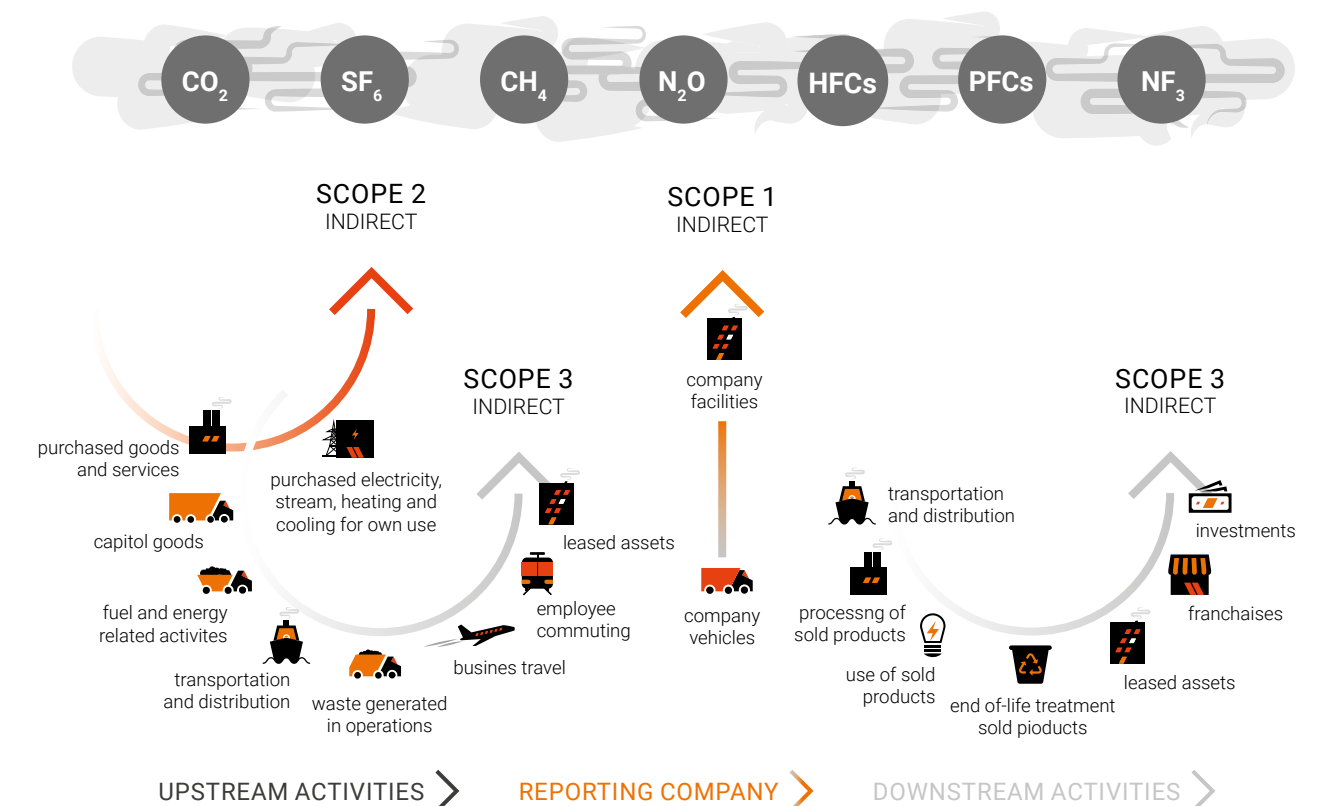 CO2
SF6
CH4
N2O
HFCs
PFCs
NF3
SCOPE 2
INDIRECT
SCOPE 1
INDIRECT
SCOPE 3
INDIRECT
SCOPE 3
INDIRECT
purchased goods
and services
capitol goods
fuel and energy
related activites
transportation
and distribution
waste generated
in operations
purchased electricity,
stream, heating and
cooling for own use
busines travel
employee
commuting
leased assets
company
facilities
company
vehicles
transportation
and distribution
processng of
sold products
use of sold
products
end of-life treatment
sold pioducts
leased assets
franchaises
investments
UPSTREAM ACTIVITIES
REPORTING COMPANY
DOWNSTREAM ACTIVITIES